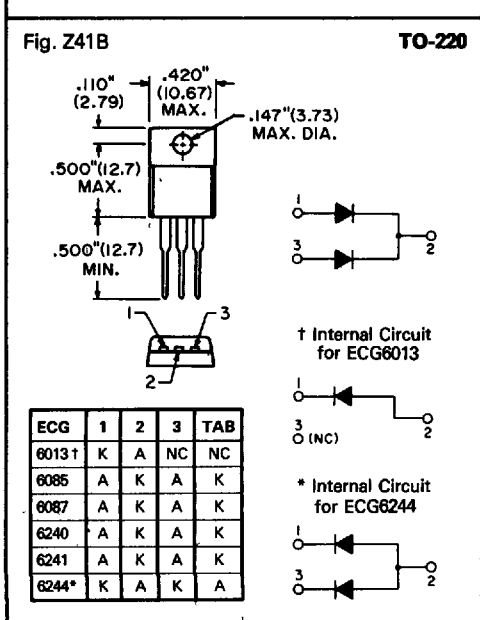 Fig. Z41B TO-220
.110"
(2.79)
.420"
(10.67)
MAX.
.147"(3.73)
MAX. DIA.
.500"(12.7)
MAX.
.500"(12.7)
MIN.
1
3
2
1
3
2
† Internal Circuit
for ECG6013
1
3
(NC)
2
* Internal Circuit
for ECG6244
1
3
2
ECG 1 2 3 TAB
6013† K A NC NC
6085 A K A K
6087 A K A K
6240 A K A K
6241 A K A K
6244* K A K A